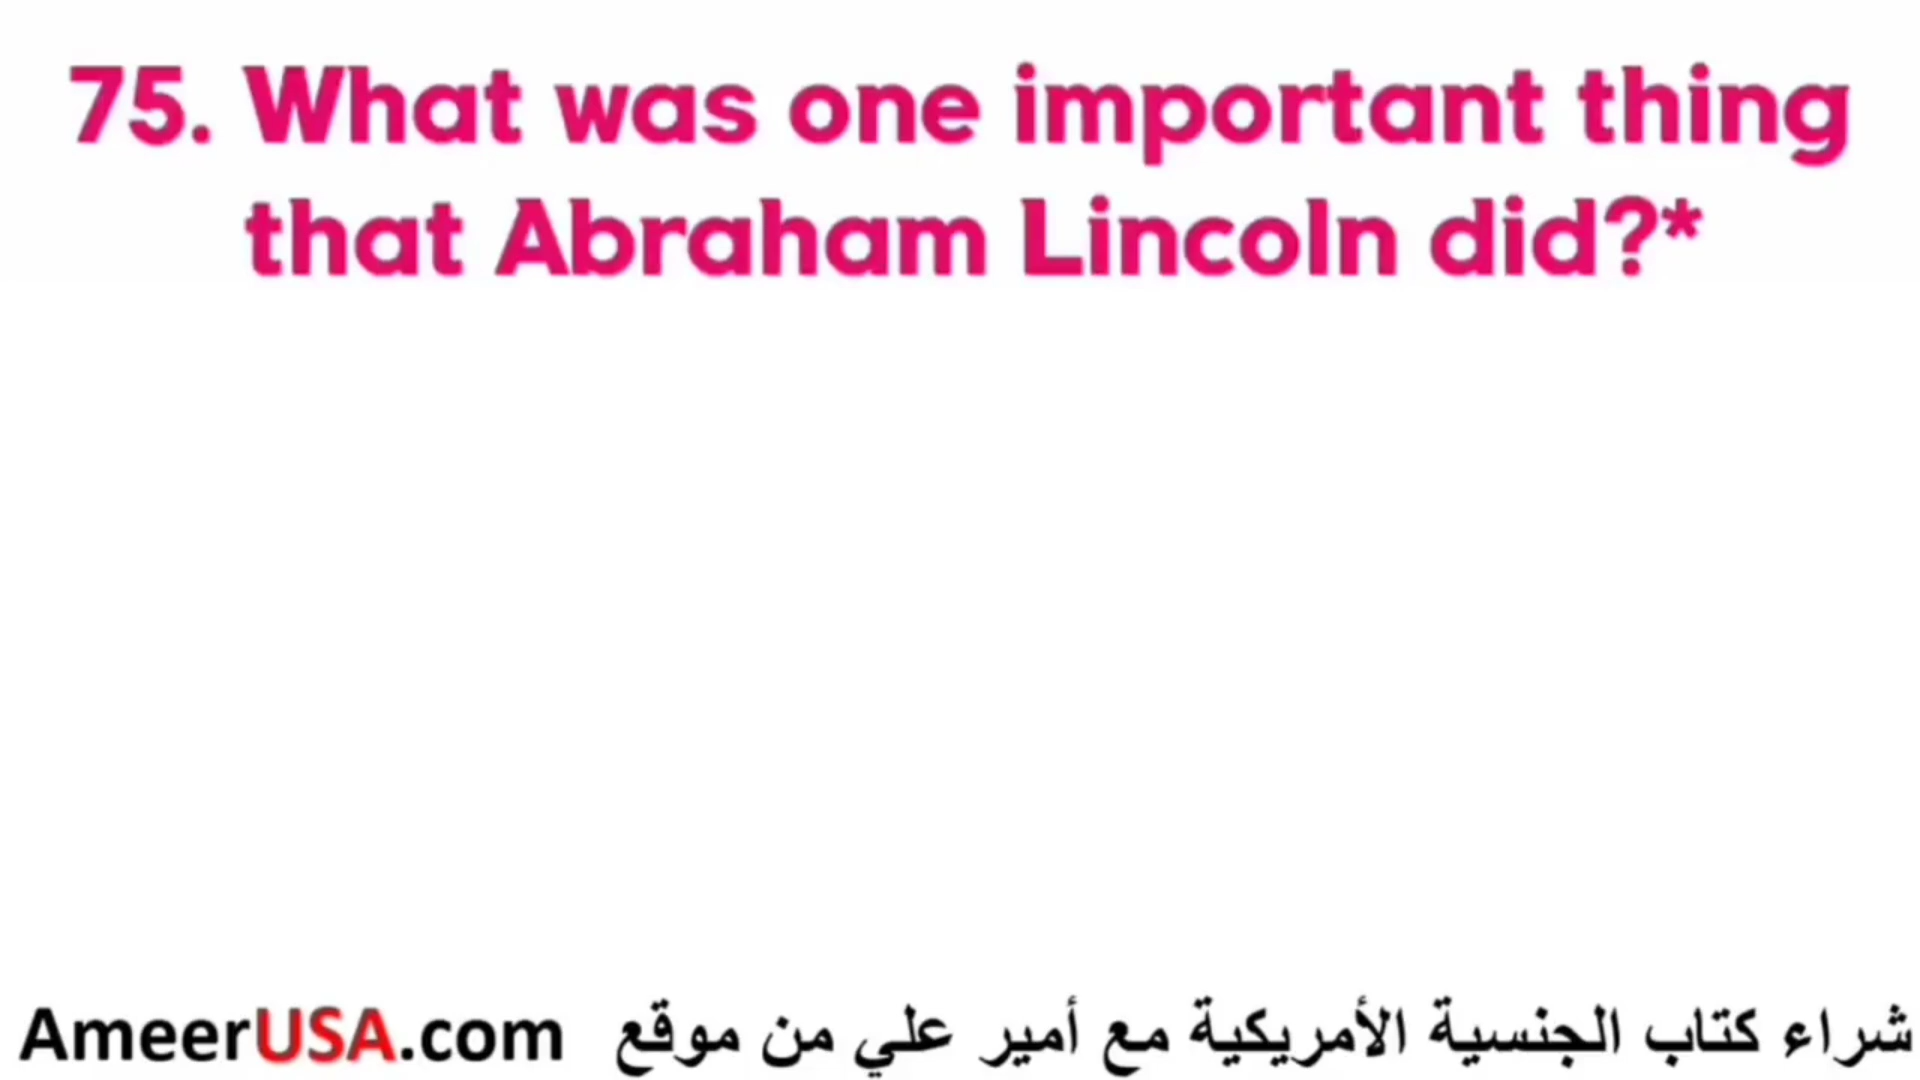 75. What was one important thing
that Abraham Lincoln did?*
شراء كتاب الجنسية الأمريكية مع أمير علي من موقع AmeerUSA.com